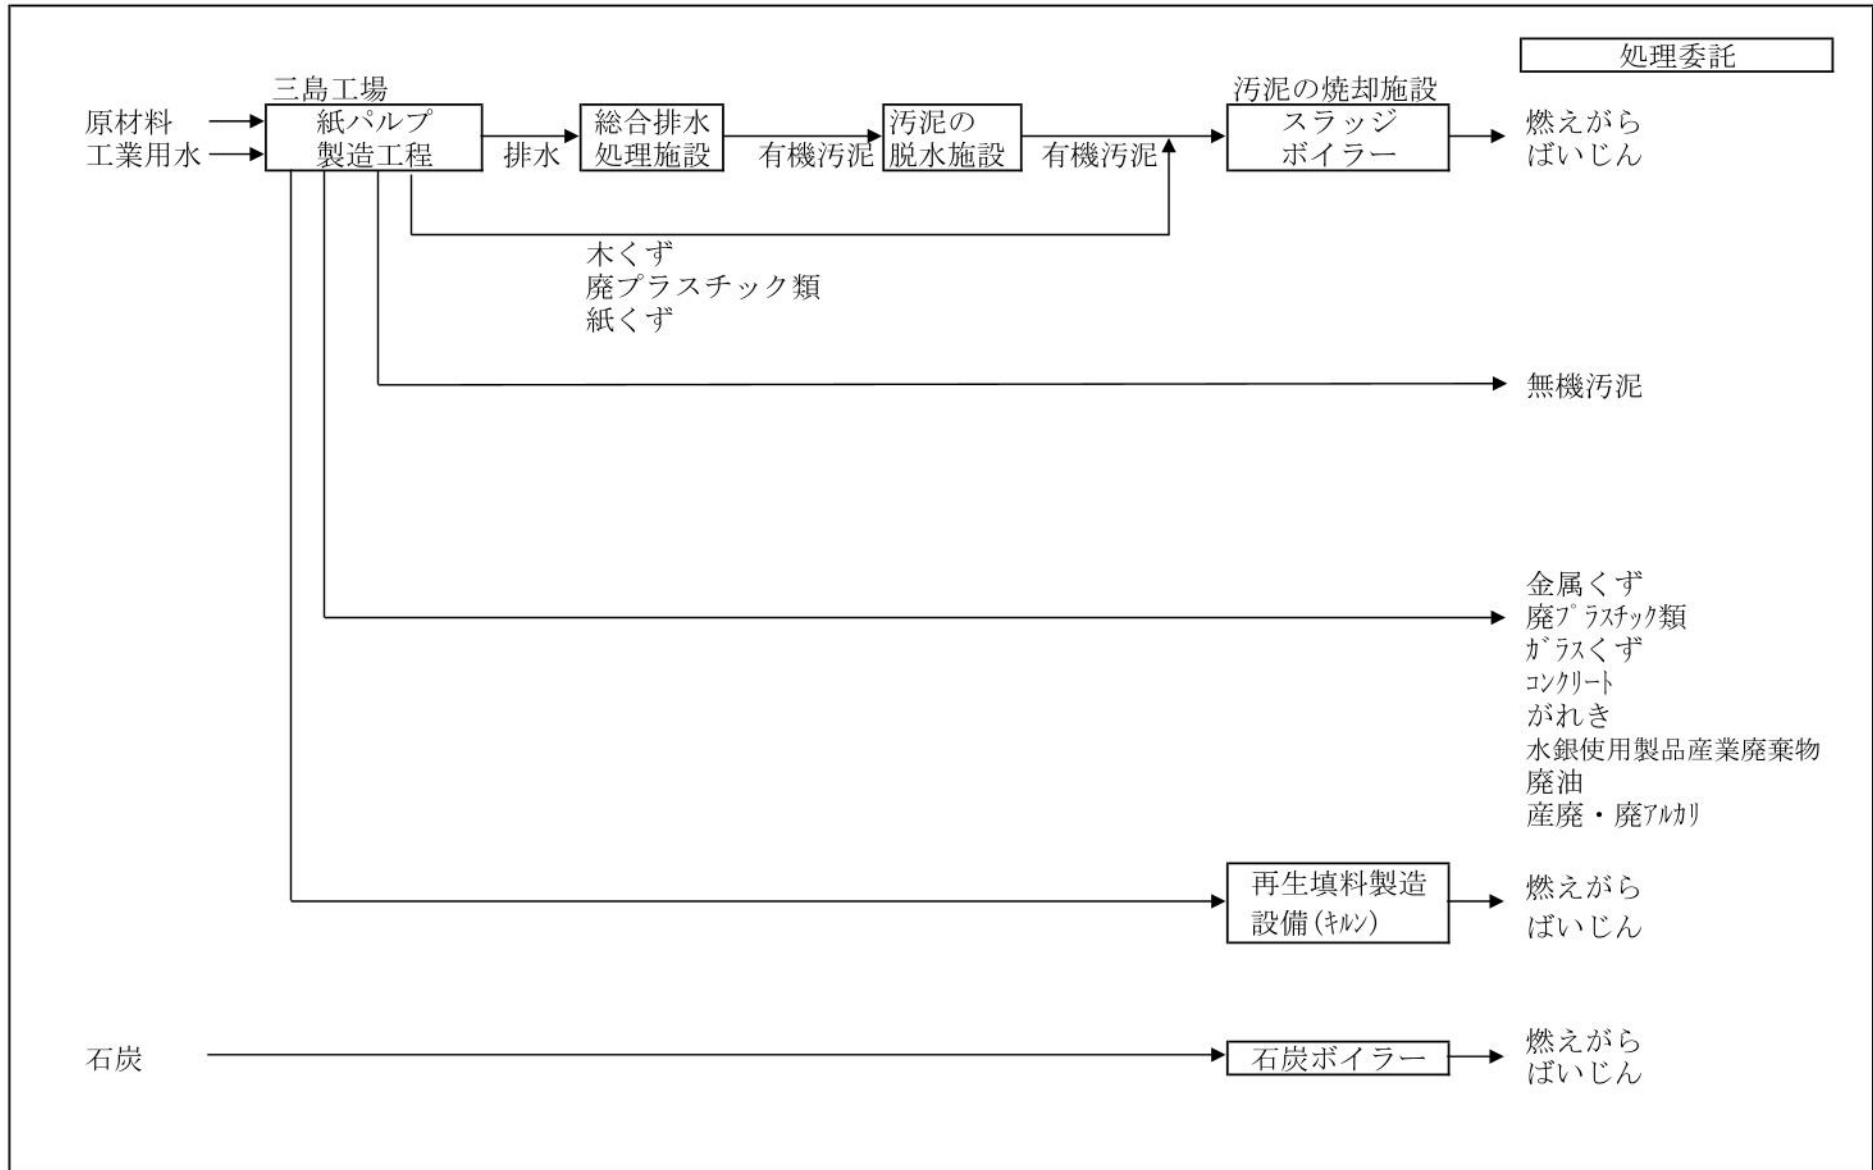 処理委託
三島工場
汚泥の焼却施設
原材料
工業用水
紙パルプ
製造工程
排水
総合排水
処理施設
有機汚泥
汚泥の
脱水施設
有機汚泥
スラッジ
ボイラー
燃えがら
ばいじん
木くず
廃プラスチック類
紙くず
無機汚泥
金属くず
廃ﾌﾟﾗｽﾁｯｸ類
ｶﾞﾗｽくず
ｺﾝｸﾘｰﾄ
がれき
水銀使用製品産業廃棄物
廃油
産廃・廃ｱﾙｶﾘ
再生填料製造
設備(ｷﾙﾝ)
燃えがら
ばいじん
石炭
石炭ボイラー
燃えがら
ばいじん